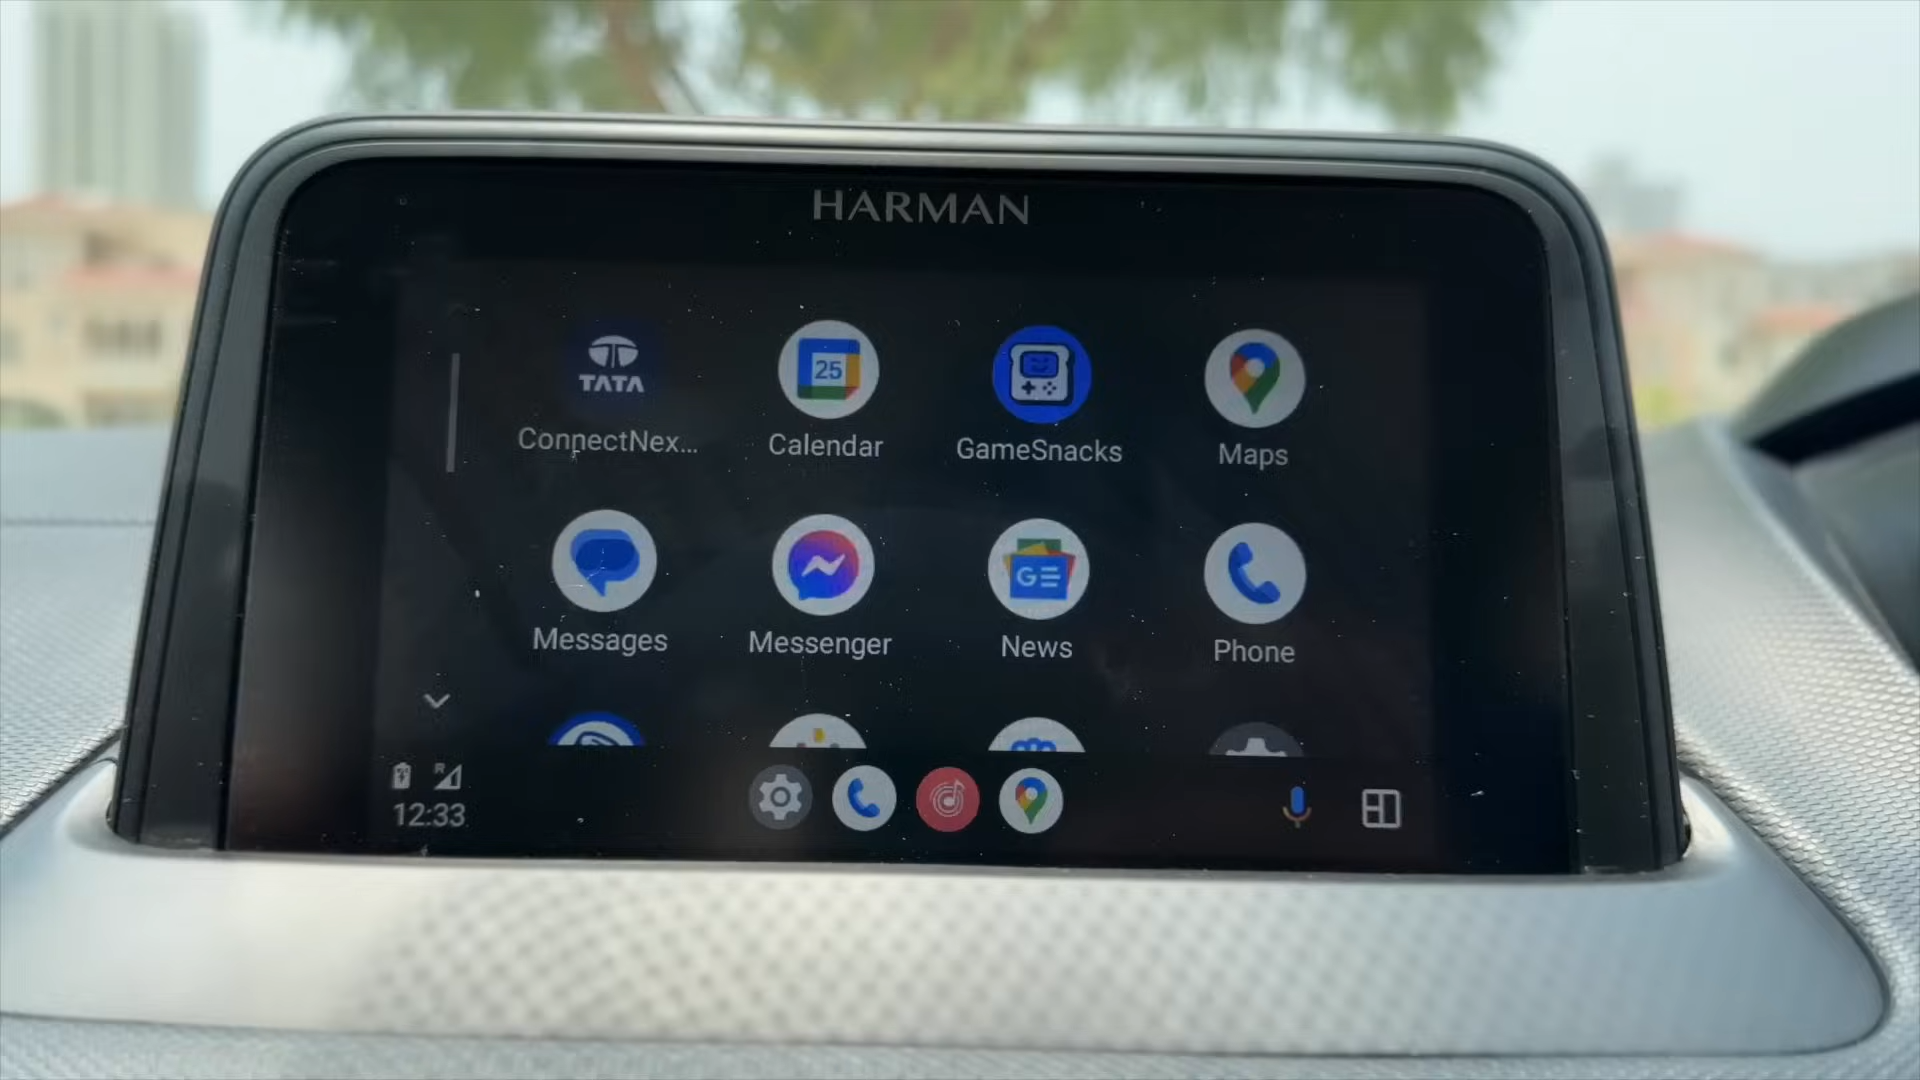 HARMAN
TATA
25
ConnectNex...
Calendar
GameSnacks
Maps
G
Messages
Messenger
News
Phone
R
12:33